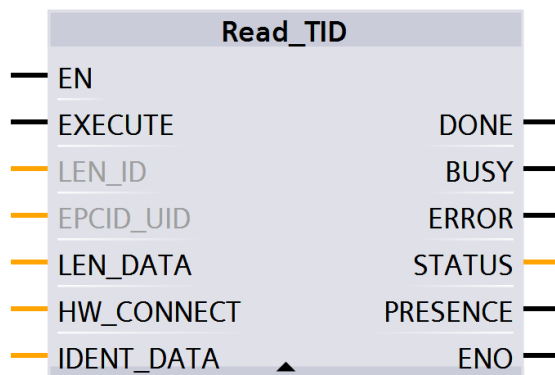 Read_TID
EN
EXECUTE DONE
LEN_ID BUSY
EPCID_UID ERROR
LEN_DATA STATUS
HW_CONNECT PRESENCE
IDENT_DATA ENO